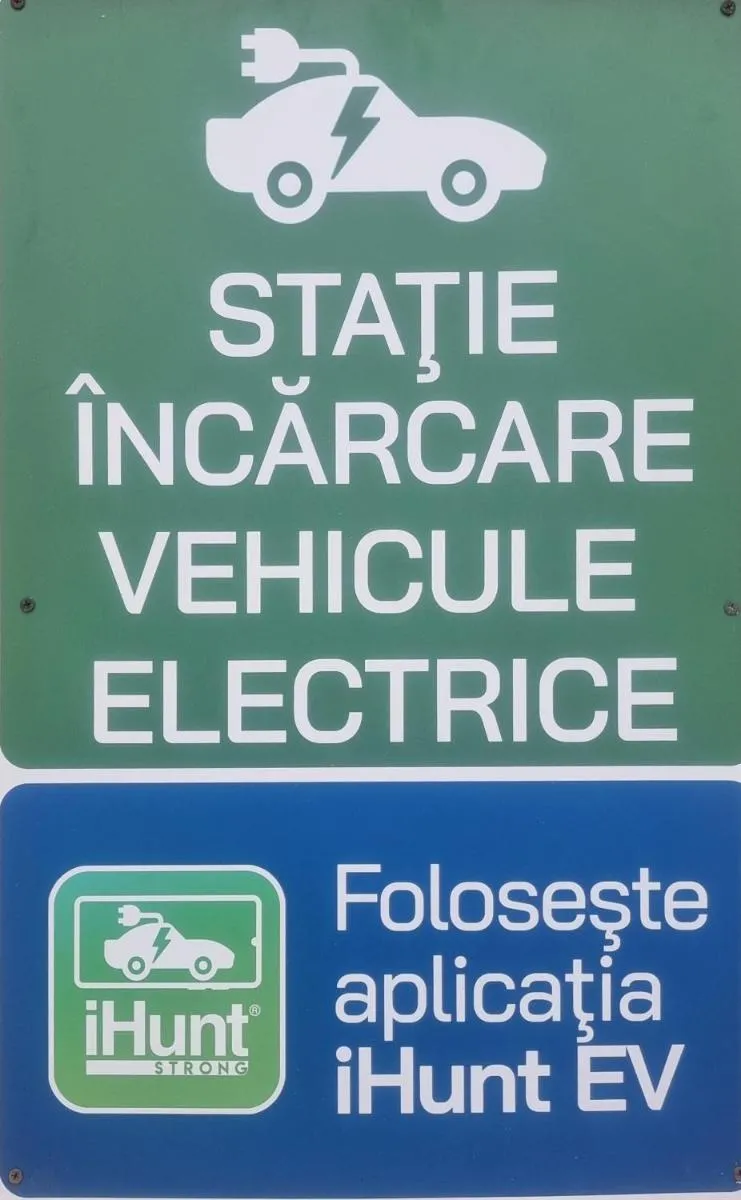 STAŢIE
ÎNCĂRCARE
VEHICULE
ELECTRICE
iHunt®
STRONG
Foloseşte
aplicaţia
iHunt EV